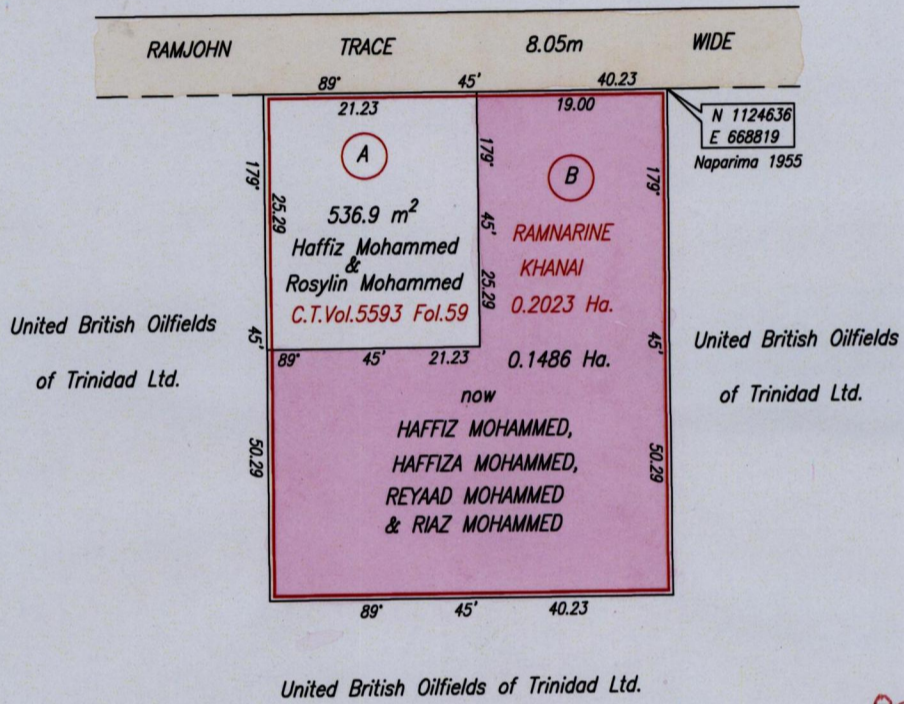 RAMJOHN TRACE 8.05m WIDE
89° 45' 40.23
21.23 19.00
N 1124636
E 668819
Naparima 1955
A
B
179°
25.29
45'
50.29
179°
45'
25.29
179°
45'
50.29
536.9 m²
Haffiz Mohammed
&
Rosylin Mohammed
C.T.Vol.5593 Fol.59
89° 45' 21.23
RAMNARINE
KHANAI
0.2023 Ha.
0.1486 Ha.
now
HAFFIZ MOHAMMED,
HAFFIZA MOHAMMED,
REYAAD MOHAMMED
& RIAZ MOHAMMED
United British Oilfields
of Trinidad Ltd.
United British Oilfields
of Trinidad Ltd.
89° 45' 40.23
United British Oilfields of Trinidad Ltd.